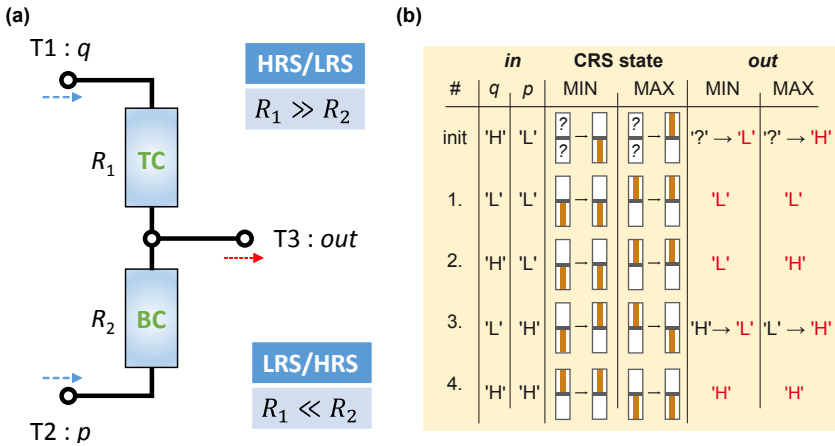 (a)
T1 : q
HRS/LRS
R₁ ≫ R₂
R₁
TC
T3 : out
R₂
BC
LRS/HRS
R₁ ≪ R₂
T2 : p
(b)
in CRS state out
# q p MIN MAX MIN MAX
init 'H' 'L' ? ? → ? ? → '?' → 'L' '?' → 'H'
1. 'L' 'L' → → 'L' 'L'
2. 'H' 'L' → → 'L' 'H'
3. 'L' 'H' → → 'H' → 'L' 'L' → 'H'
4. 'H' 'H' → → 'H' 'H'